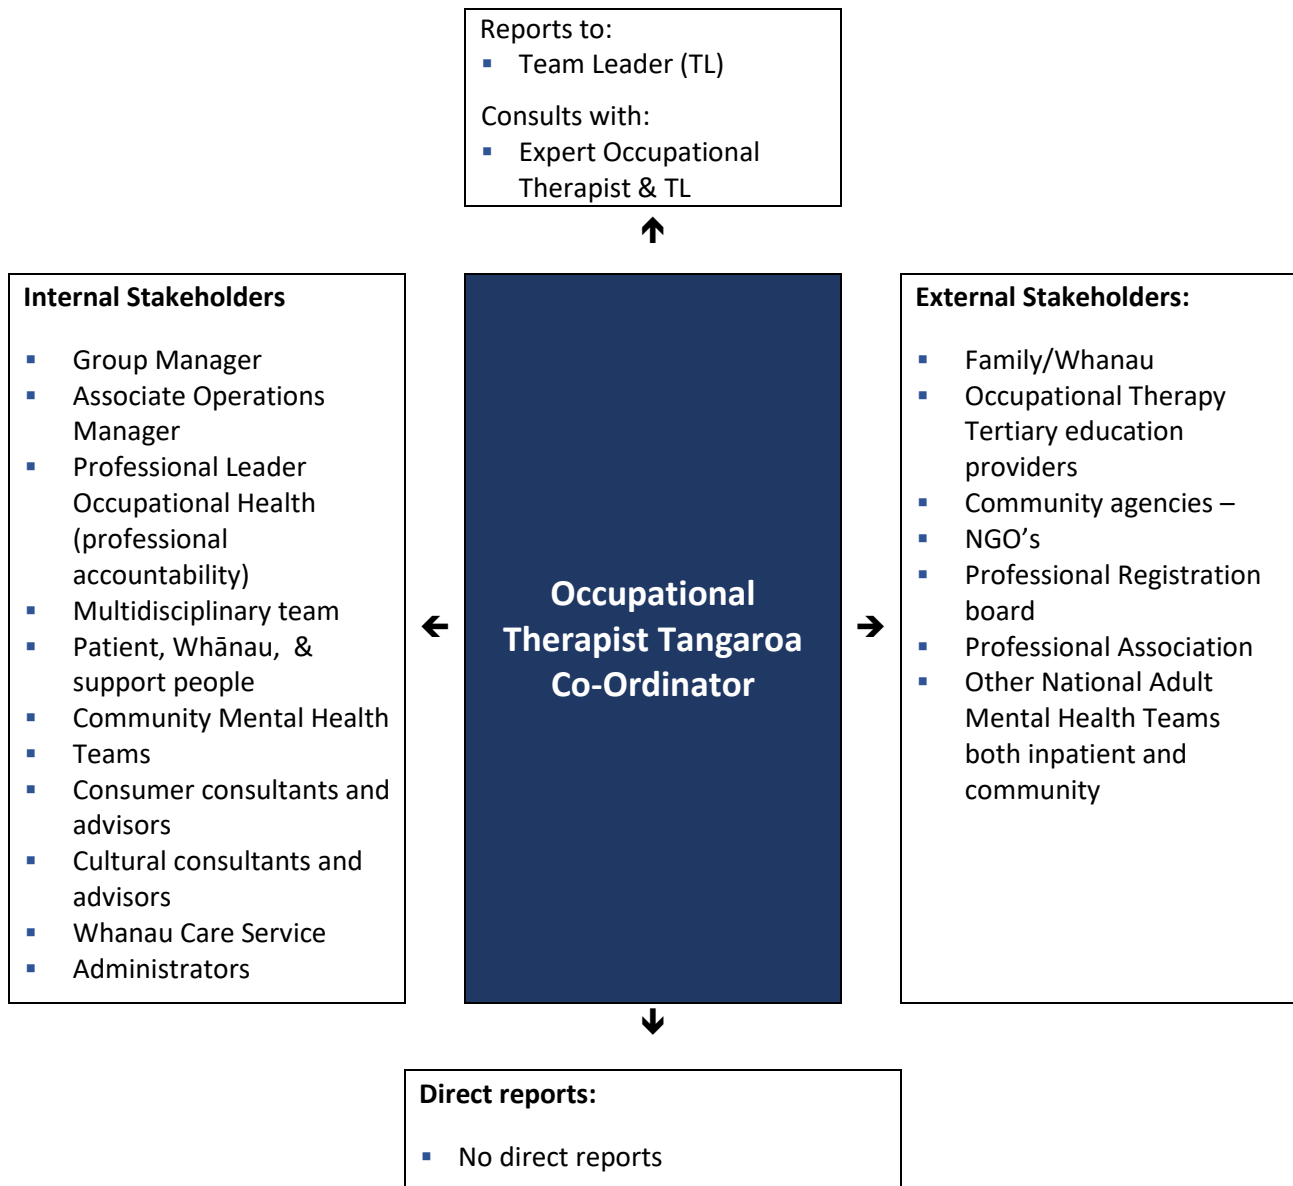 Reports to:
▪ Team Leader (TL)
Consults with:
▪ Expert Occupational
Therapist & TL
Internal Stakeholders
▪ Group Manager
▪ Associate Operations
Manager
▪ Professional Leader
Occupational Health
(professional
accountability)
▪ Multidisciplinary team
▪ Patient, Whānau, & 
support people
▪ Community Mental Health
▪ Teams
▪ Consumer consultants and
advisors
▪ Cultural consultants and
advisors
▪ Whanau Care Service
▪ Administrators
Occupational
Therapist Tangaroa
Co-Ordinator
External Stakeholders:
▪ Family/Whanau
▪ Occupational Therapy
Tertiary education
providers
▪ Community agencies –
▪ NGO’s
▪ Professional Registration
board
▪ Professional Association
▪ Other National Adult
Mental Health Teams
both inpatient and
community
Direct reports:
▪ No direct reports